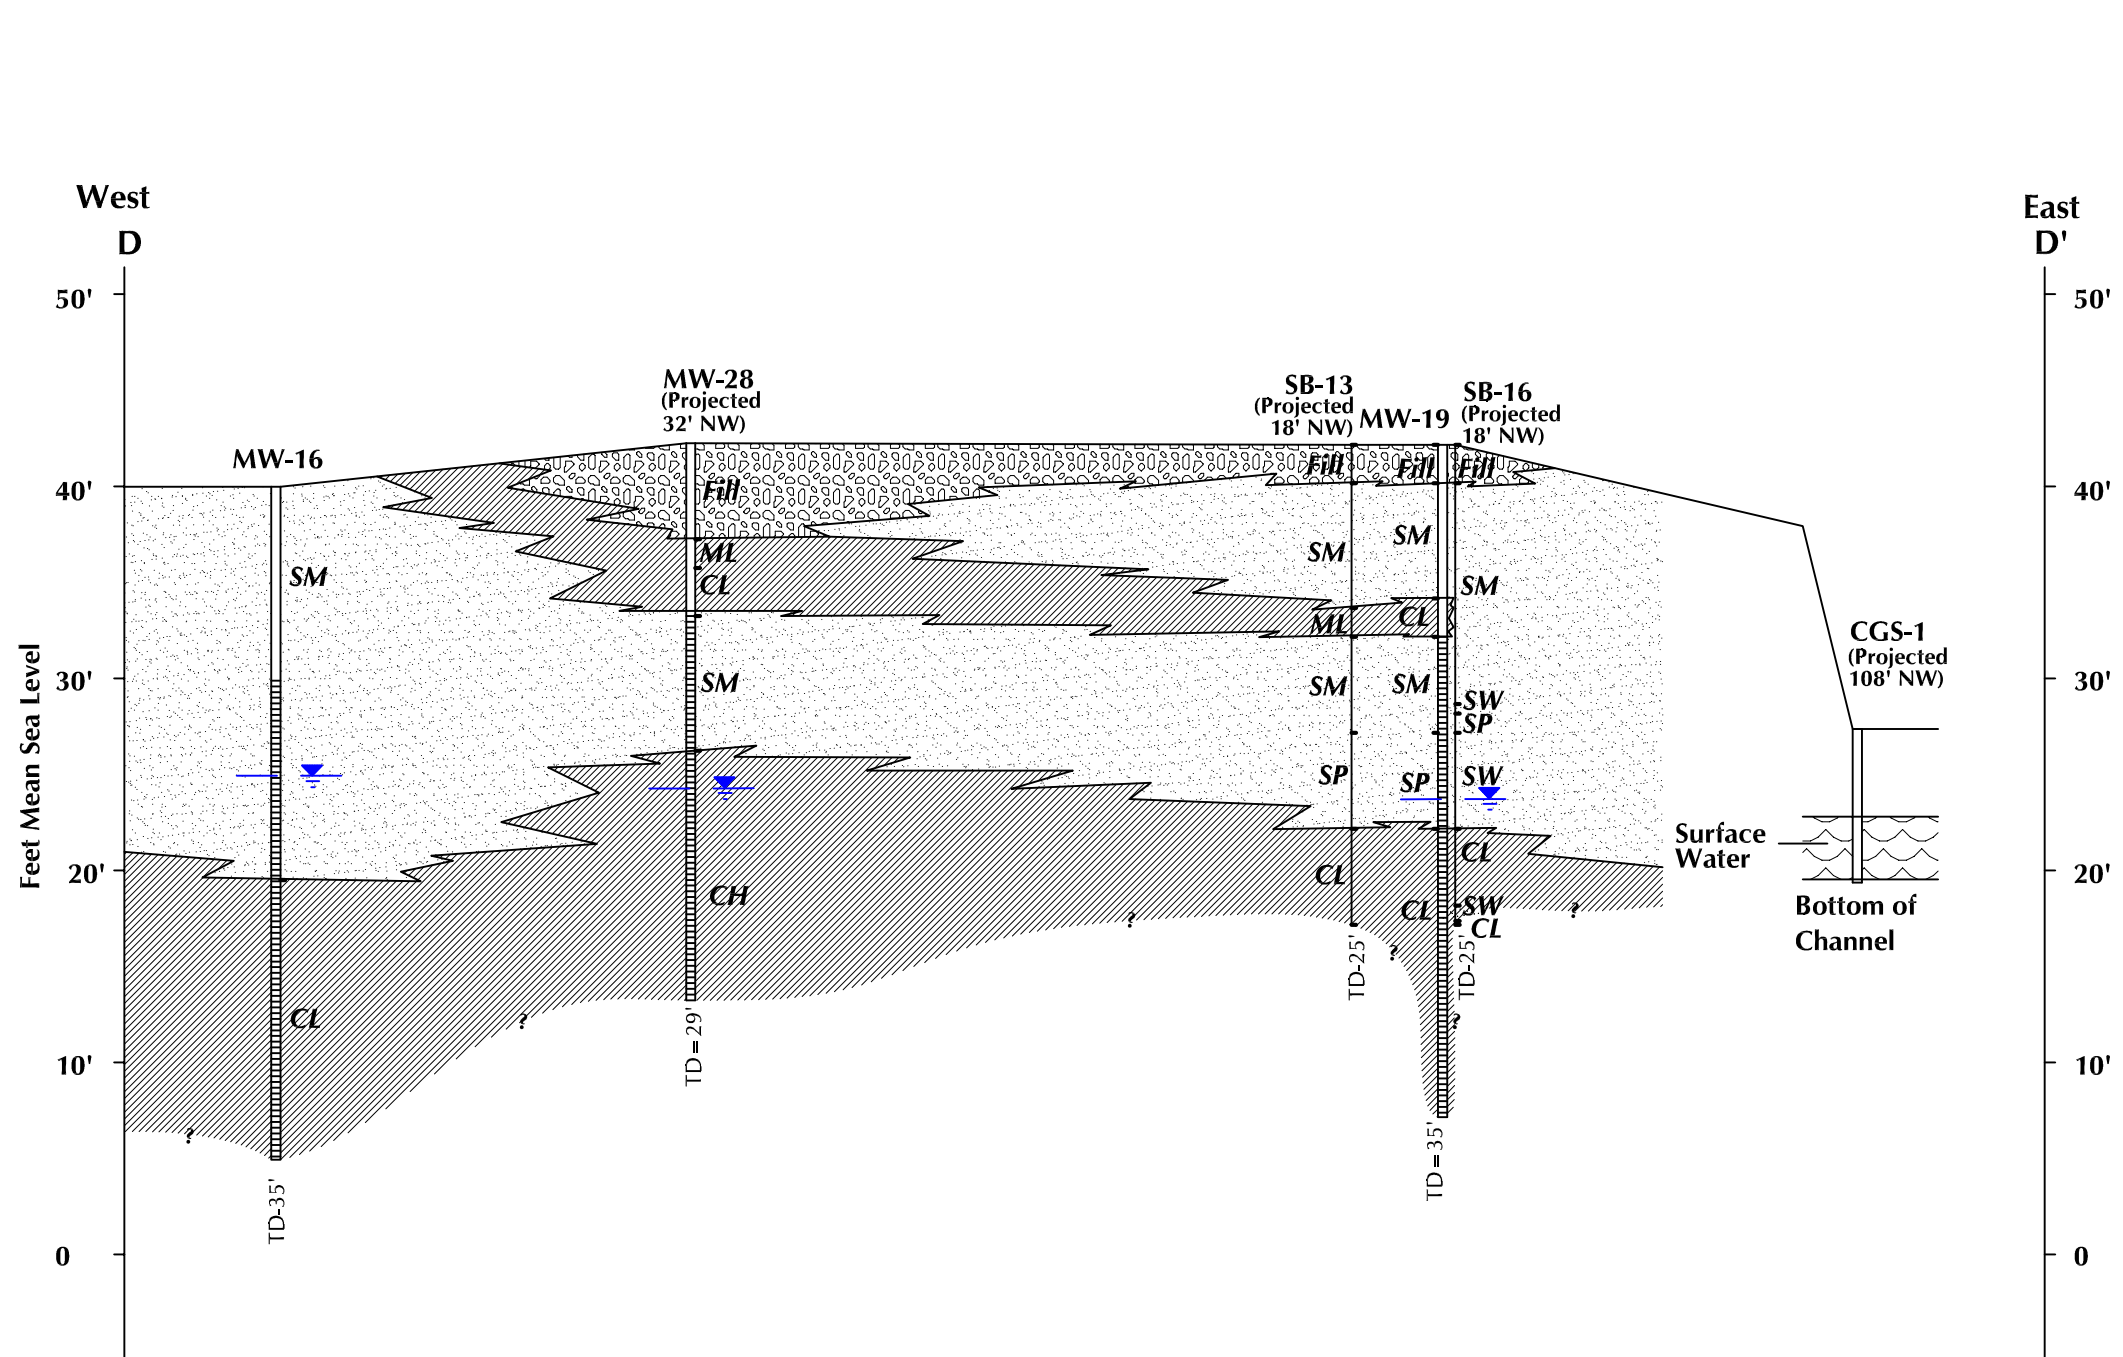 West
D
East
D'
50'
50'
MW-28
(Projected
32' NW)
SB-13
(Projected
18' NW)
MW-19
SB-16
(Projected
18' NW)
MW-16
40'
40'
Fill
Fill
Fill
Fill
ML
CL
SM
SM
SM
SM
ML
CL
CGS-1
(Projected
108' NW)
30'
30'
Feet Mean Sea Level
SM
SM
SM
SW
SP
SP
SP
SW
Surface
Water
20'
20'
CH
CL
CL
CL
SW
CL
Bottom of
Channel
?
?
?
TD-25'
TD-25'
CL
?
?
TD=29'
10'
10'
?
TD-35'
TD=35'
0
0